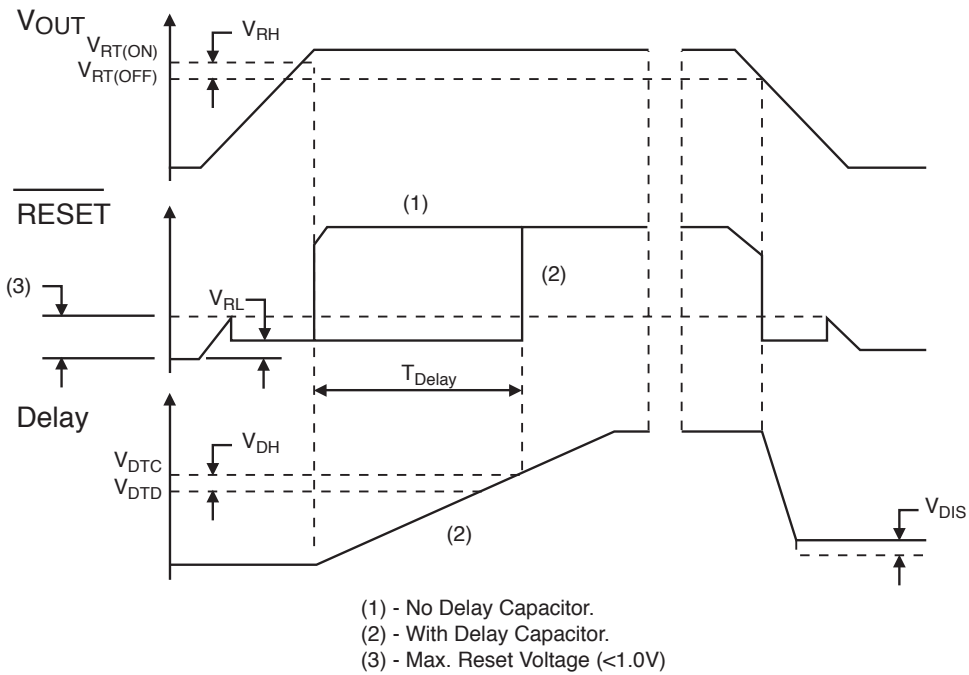 VOUT
VRH
VRT(ON)
VRT(OFF)
RESET
(1)
(2)
(3)
VRL
TDelay
Delay
VDH
VDTC
VDTD
(2)
VDIS
(1) - No Delay Capacitor.
(2) - With Delay Capacitor.
(3) - Max. Reset Voltage (<1.0V)